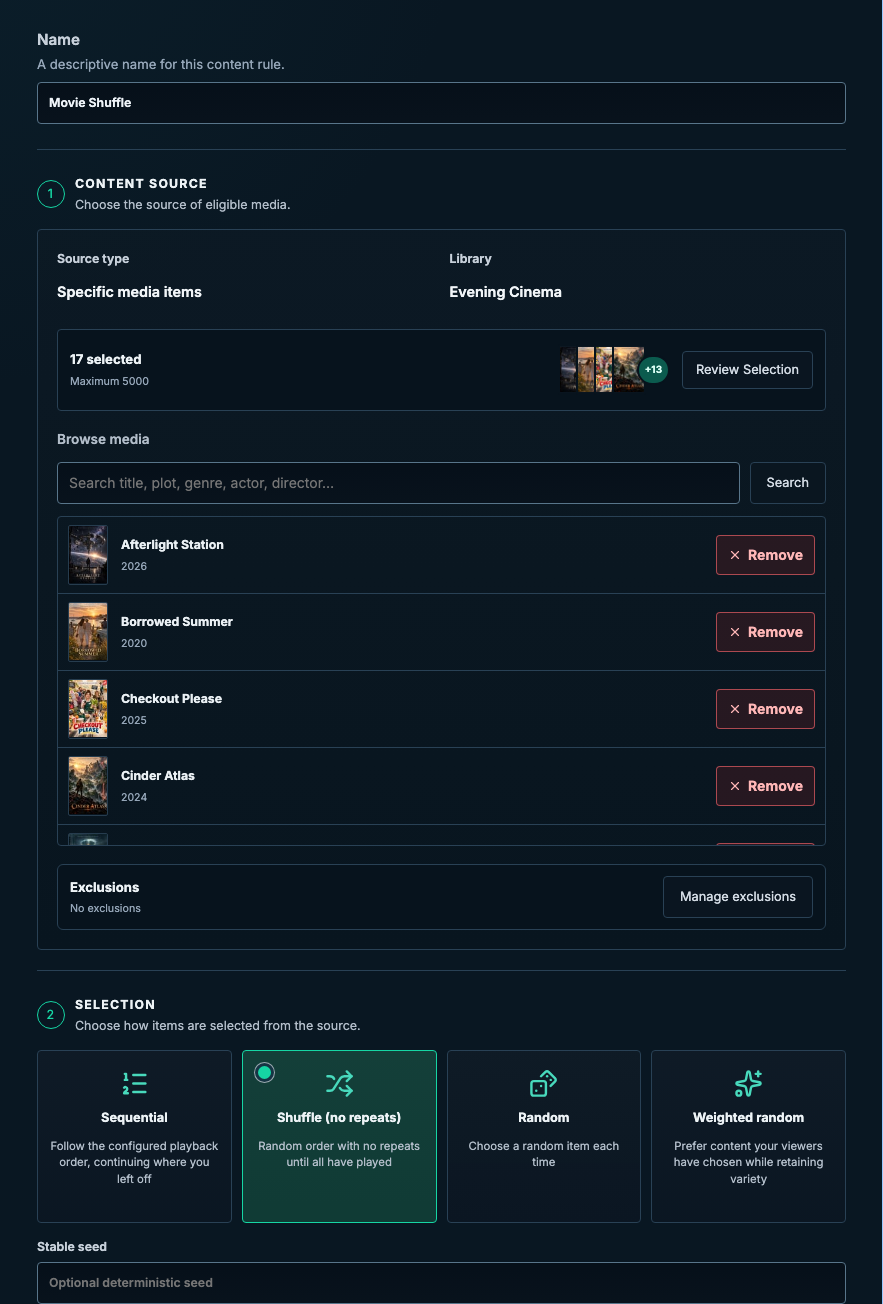 Name
A descriptive name for this content rule.
Movie Shuffle
1
CONTENT SOURCE
Choose the source of eligible media.
Source type
Library
Specific media items
Evening Cinema
17 selected
Maximum 5000
+13
Review Selection
Browse media
Search title, plot, genre, actor, director...
Search
Afterlight Station
2026
× Remove
Borrowed Summer
2020
× Remove
CHECKOUT PLEASE
Checkout Please
2025
× Remove
CINDER ATLAS
Cinder Atlas
2024
× Remove
Exclusions
No exclusions
Manage exclusions
2
SELECTION
Choose how items are selected from the source.
Sequential
Follow the configured playback
order, continuing where you
left off
Shuffle (no repeats)
Random order with no repeats
until all have played
Random
Choose a random item each
time
Weighted random
Prefer content your viewers
have chosen while retaining
variety
Stable seed
Optional deterministic seed